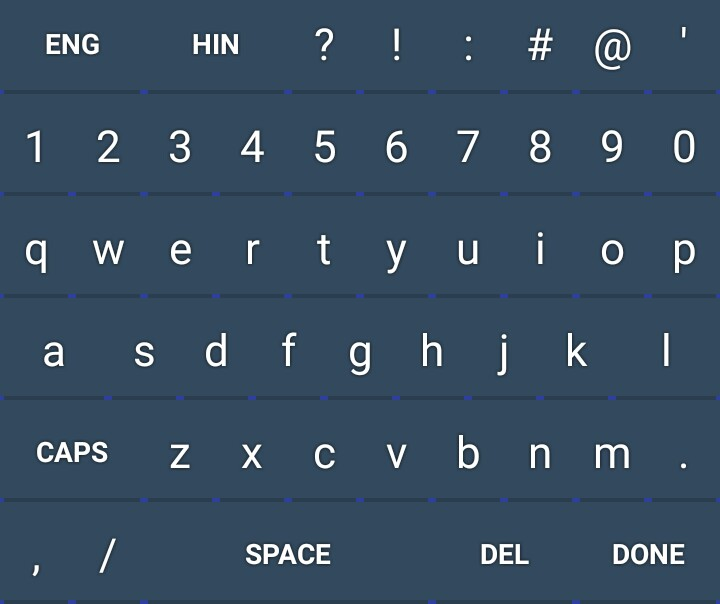 ENG HIN ? ! : # @ '
1 2 3 4 5 6 7 8 9 0
q w e r t y u i o p
a s d f g h j k l
CAPS z x c v b n m .
, / SPACE DEL DONE